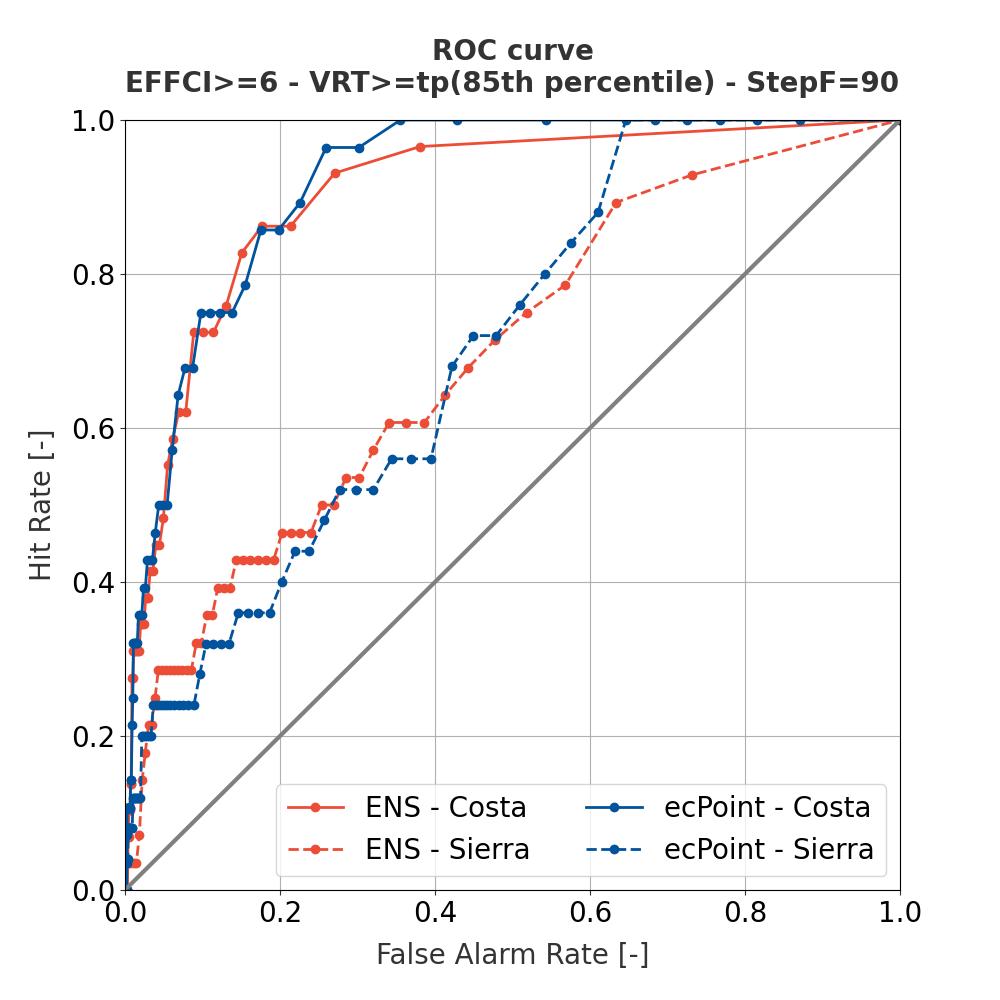 ROC curve
EFFCI>=6 - VRT>=tp(85th percentile) - StepF=90
1.0
0.8
0.6
0.4
0.2
0.0
Hit Rate [-]
0.0 0.2 0.4 0.6 0.8 1.0
False Alarm Rate [-]
ENS - Costa
ENS - Sierra
ecPoint - Costa
ecPoint - Sierra